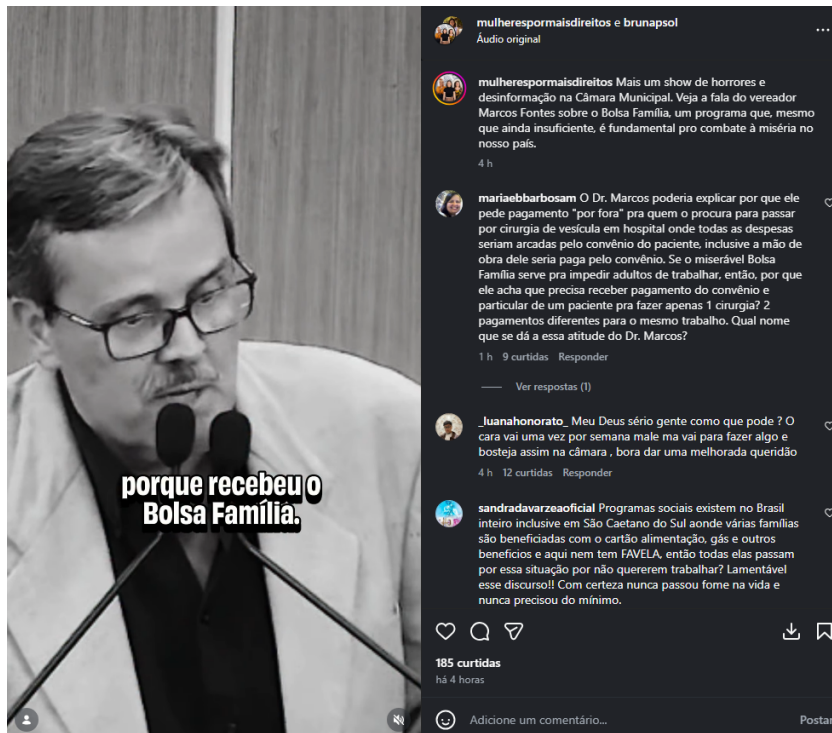 porque recebeu o
Bolsa Família.
mulherespormaisdireitos e brunapsol
Áudio original
mulherespormaisdireitos Mais um show de horrores e
desinformação na Câmara Municipal. Veja a fala do vereador
Marcos Fontes sobre o Bolsa Família, um programa que, mesmo
que ainda insuficiente, é fundamental pro combate à miséria no
nosso país.
4 h
mariaebbarbosam O Dr. Marcos poderia explicar por que ele
pede pagamento "por fora" pra quem o procura para passar
por cirurgia de vesícula em hospital onde todas as despesas
seriam arcadas pelo convênio do paciente, inclusive a mão de
obra dele seria paga pelo convênio. Se o miserável Bolsa
Família serve pra impedir adultos de trabalhar, então, por que
ele acha que precisa receber pagamento do convênio e
particular de um paciente pra fazer apenas 1 cirurgia? 2
pagamentos diferentes para o mesmo trabalho. Qual nome
que se dá a essa atitude do Dr. Marcos?
1 h 9 curtidas Responder
Ver respostas (1)
_luanahonorato_ Meu Deus sério gente como que pode ? O
cara vai uma vez por semana male ma vai para fazer algo e
bosteja assim na câmara , bora dar uma melhorada queridão
4 h 12 curtidas Responder
sandradavarzeaoficial Programas sociais existem no Brasil
inteiro inclusive em São Caetano do Sul aonde várias famílias
são beneficiadas com o cartão alimentação, gás e outros
beneficios e aqui nem tem FAVELA, então todas elas passam
por essa situação por não quererem trabalhar? Lamentável
esse discurso!! Com certeza nunca passou fome na vida e
nunca precisou do mínimo.
185 curtidas
há 4 horas
Adicione um comentário...
Postar